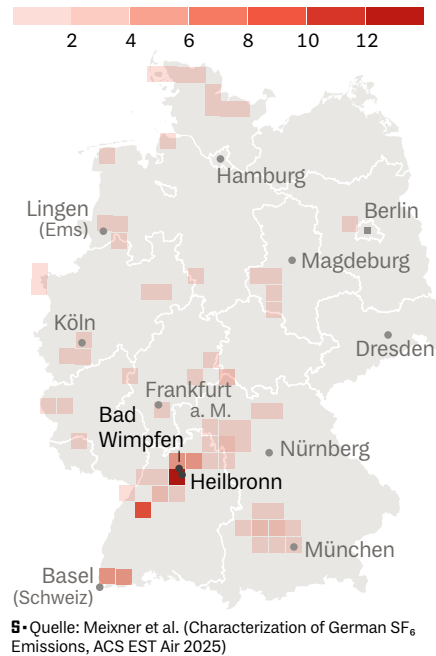 2 4 6 8 10 12
Hamburg
Lingen
(Ems)
Berlin
Magdeburg
Köln
Dresden
Frankfurt
a. M.
Bad
Wimpfen
Nürnberg
Heilbronn
München
Basel
(Schweiz)
S•Quelle: Meixner et al. (Characterization of German SF₆
Emissions, ACS EST Air 2025)